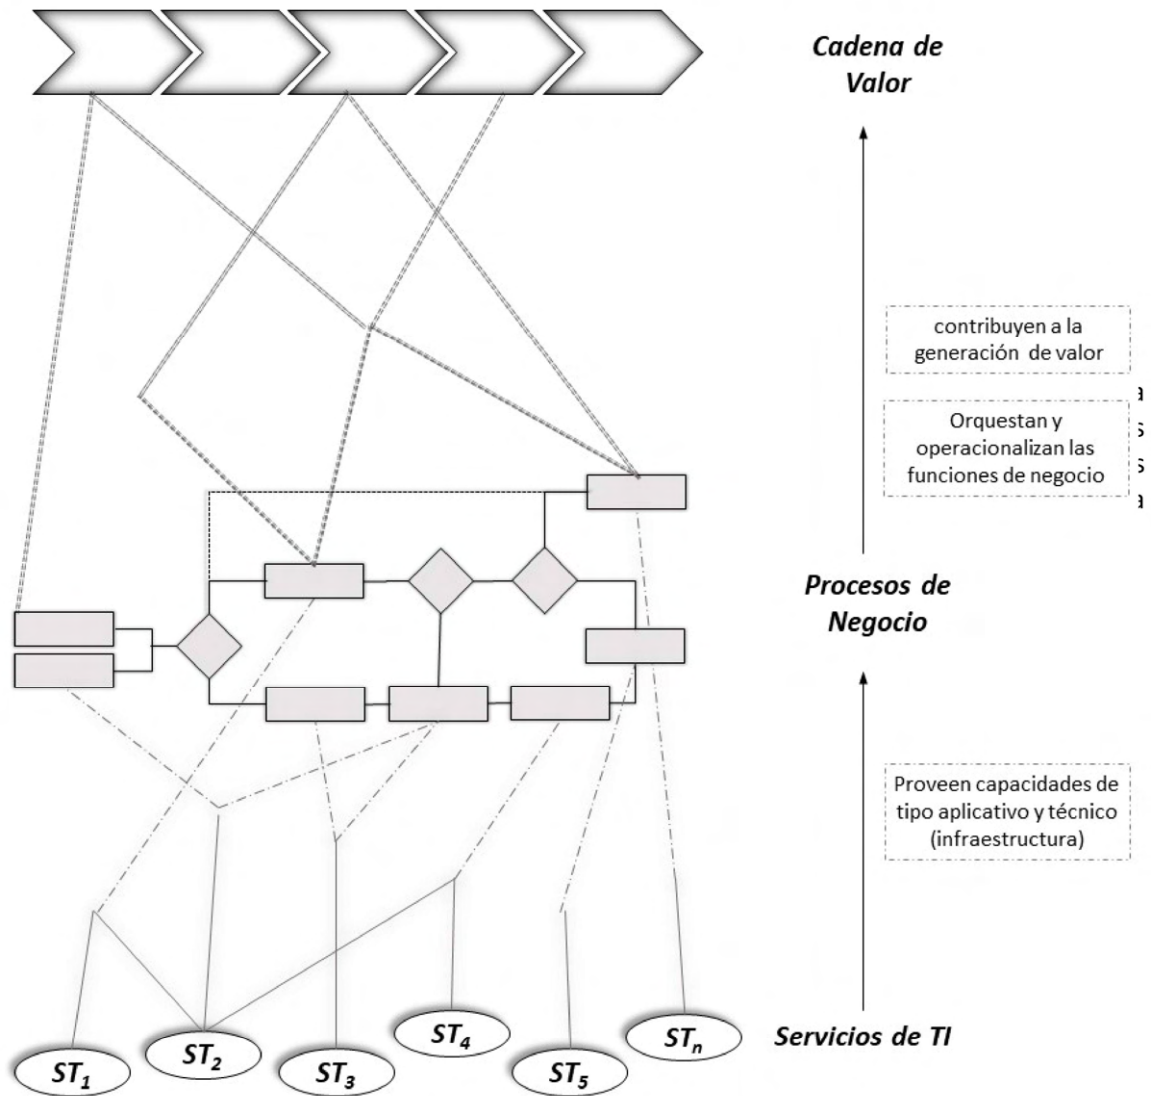 Cadena de
Valor
contribuyen a la
generación de valor
a
Orquestan y
s
operacionalizan las
s
funciones de negocio
a
Procesos de
Negocio
Proveen capacidades de
tipo aplicativo y técnico
(infraestructura)
Servicios de TI
ST1
ST2
ST3
ST4
ST5
STn